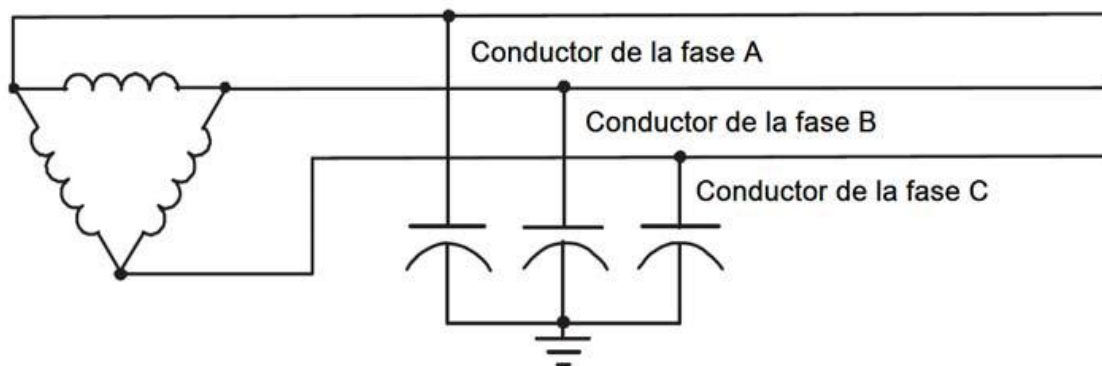 Conductor de la fase A
Conductor de la fase B
Conductor de la fase C